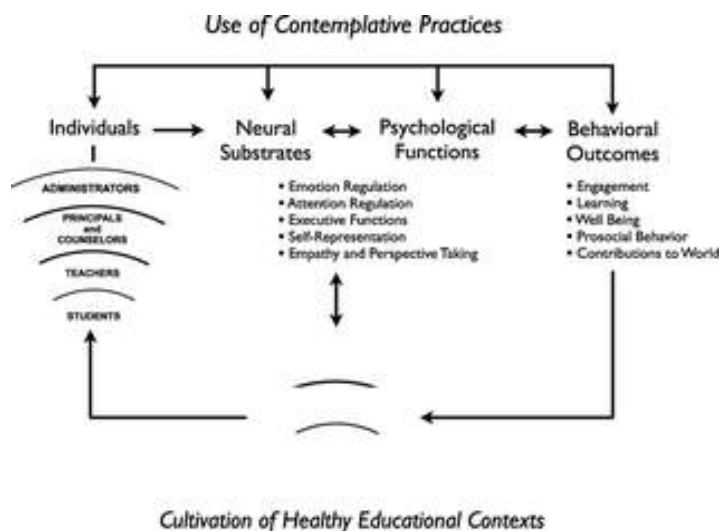 Use of Contemplative Practices
Individuals
Neural
Substrates
Psychological
Functions
Behavioral
Outcomes
ADMINISTRATORS
PRINCIPALS
and
COUNSELORS
TEACHERS
STUDENTS
• Emotion Regulation
• Attention Regulation
• Executive Functions
• Self-Representation
• Empathy and Perspective Taking
• Engagement
• Learning
• Well Being
• Prosocial Behavior
• Contributions to World
Cultivation of Healthy Educational Contexts